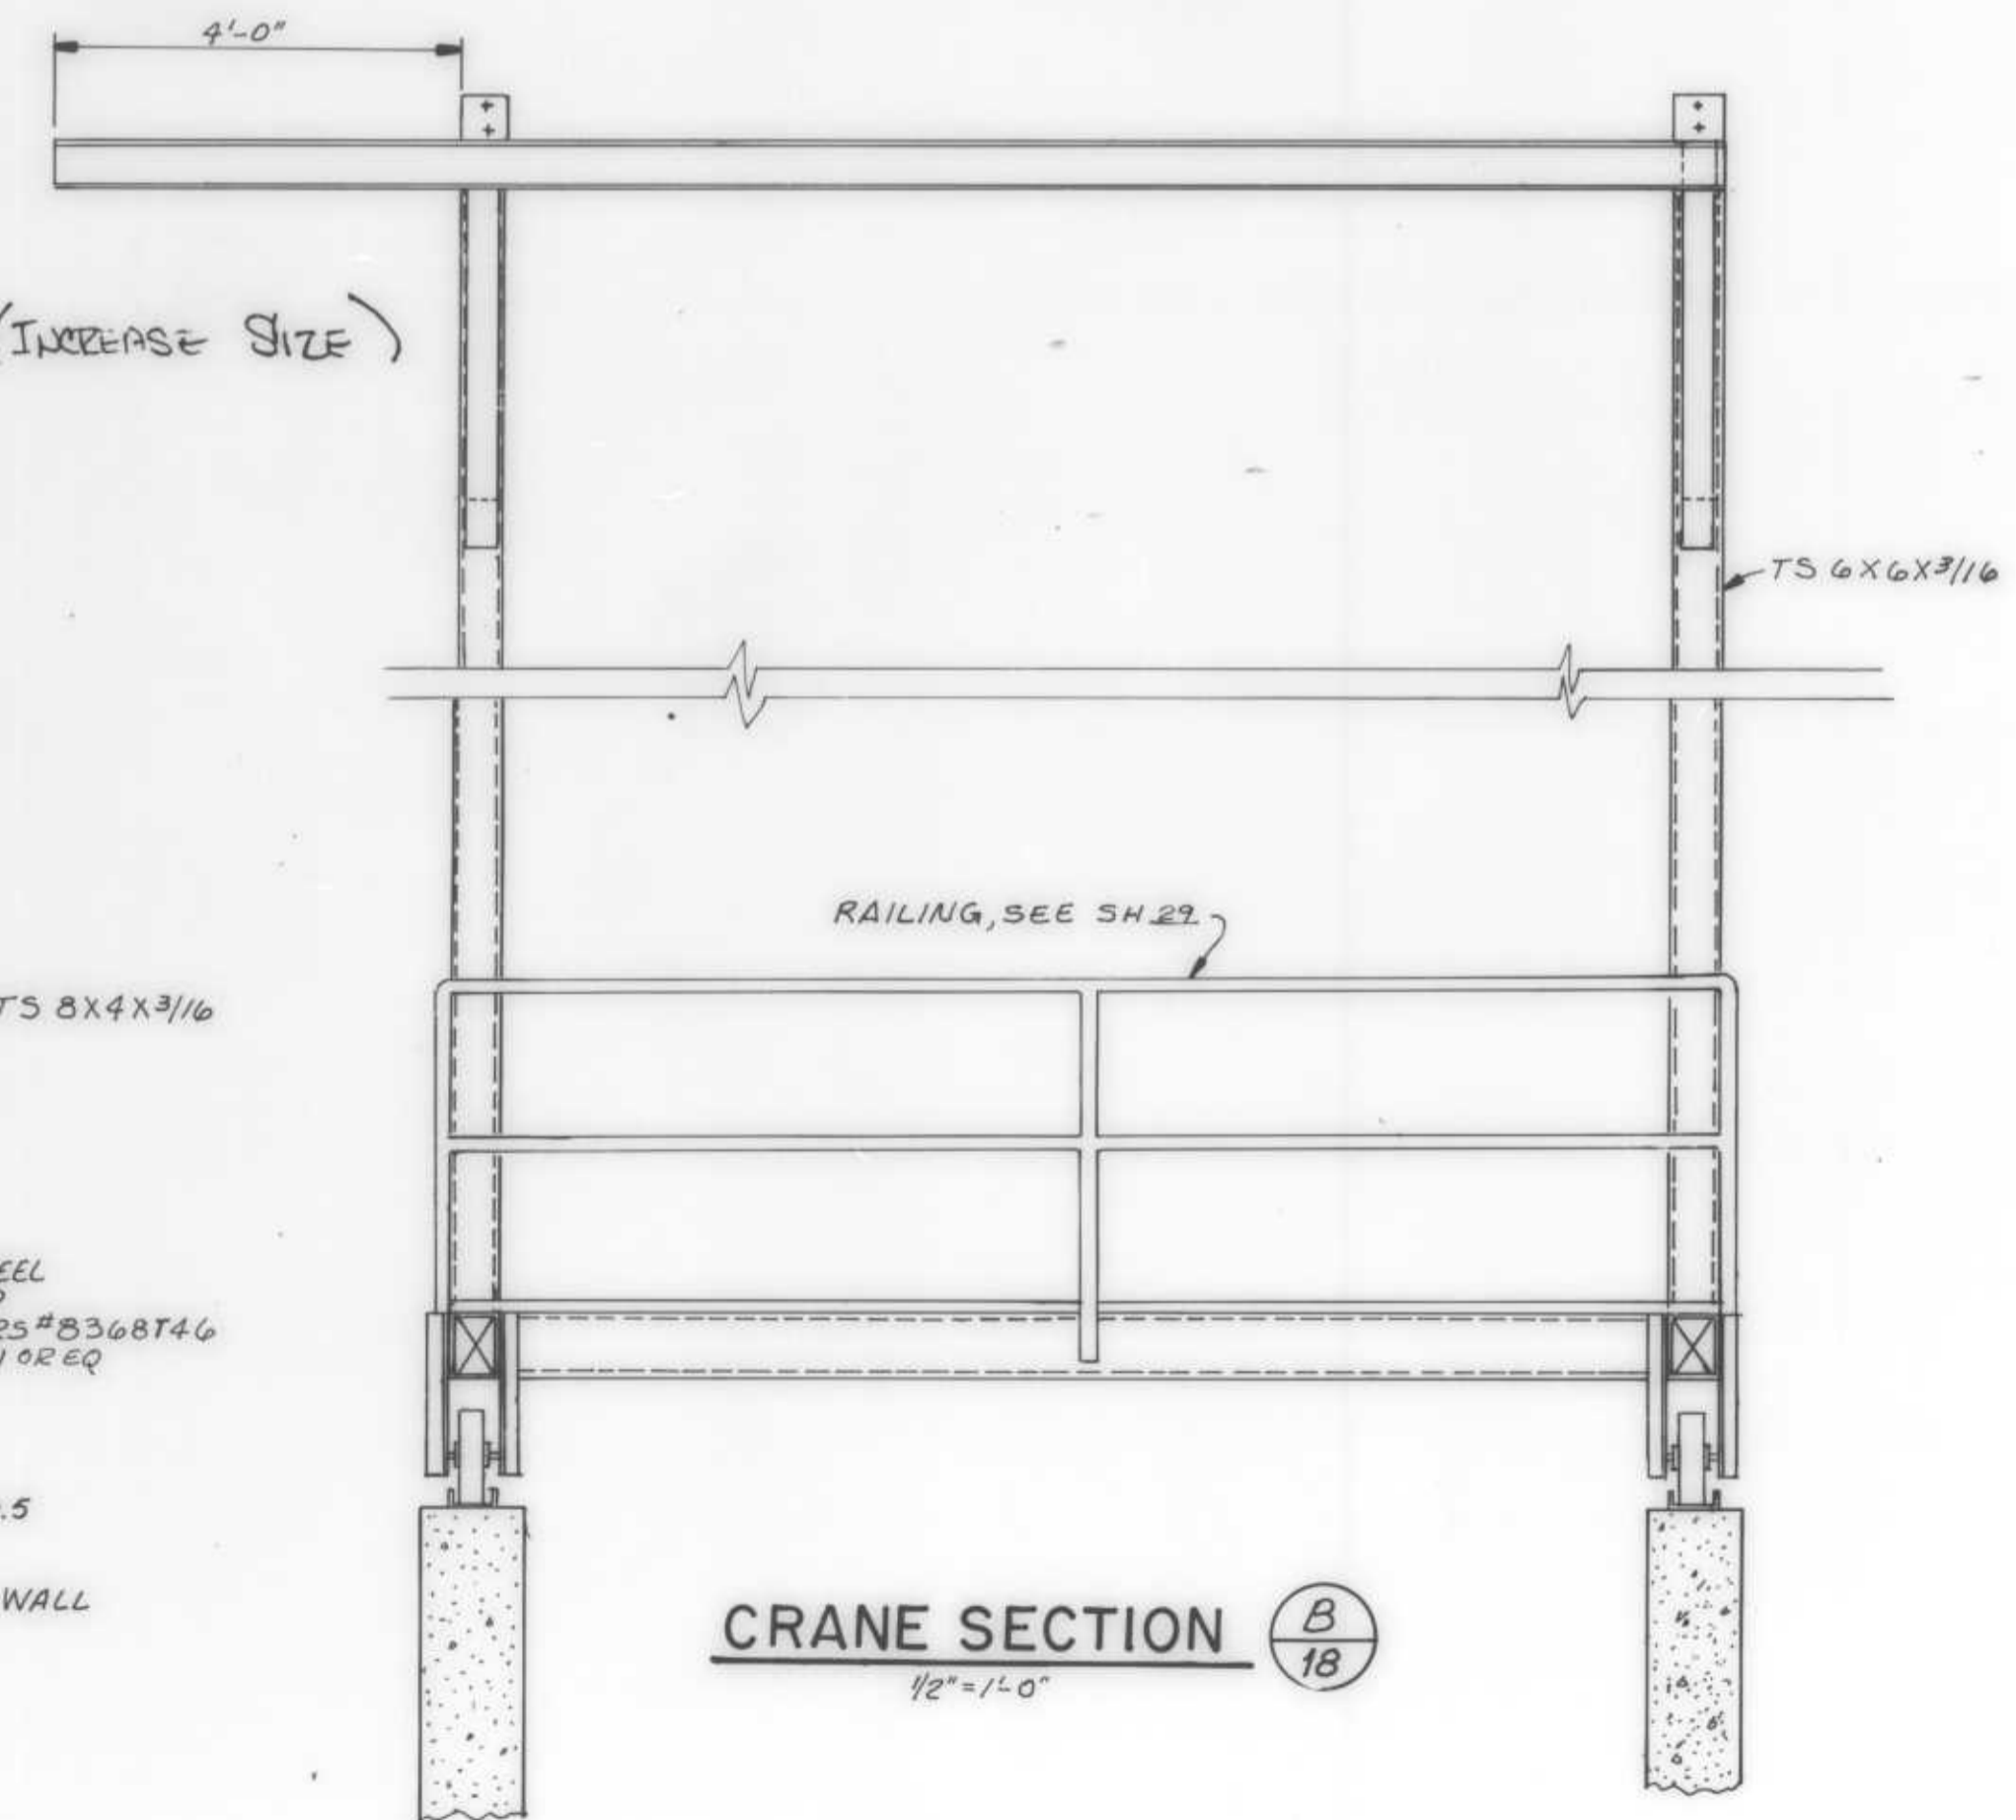 4'-0"
(INCREASE SIZE)
TS 6X6X3/16
RAILING, SEE SH 29
TS 8X4X3/16
EEL
RS #8368T46
OR EQ
.5
WALL
CRANE SECTION
B
18
1/2"=1'-0"